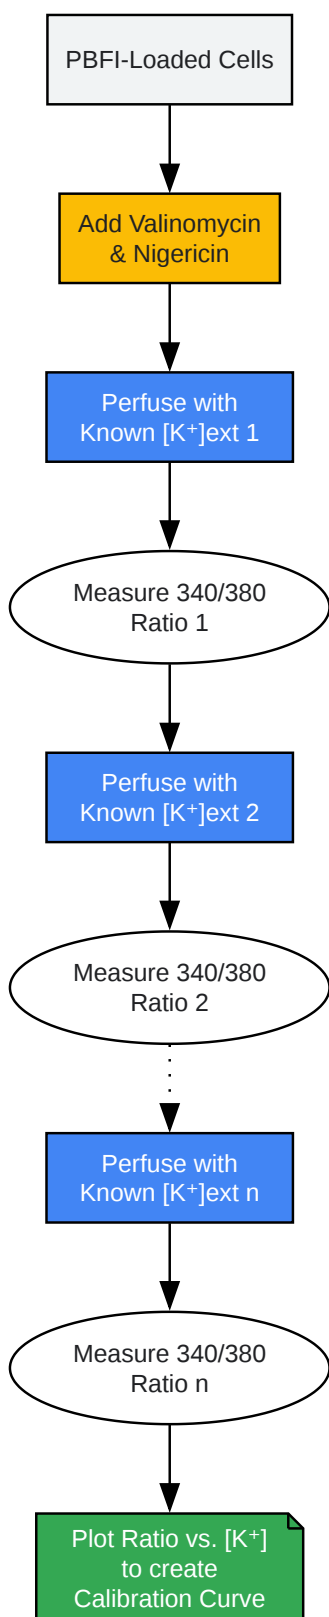 PBFI-Loaded Cells
Add Valinomycin
& Nigericin
Perfuse with
Known [K⁺]ext 1
Measure 340/380
Ratio 1
Perfuse with
Known [K⁺]ext 2
Measure 340/380
Ratio 2
Perfuse with
Known [K⁺]ext n
Measure 340/380
Ratio n
Plot Ratio vs. [K⁺]
to create
Calibration Curve